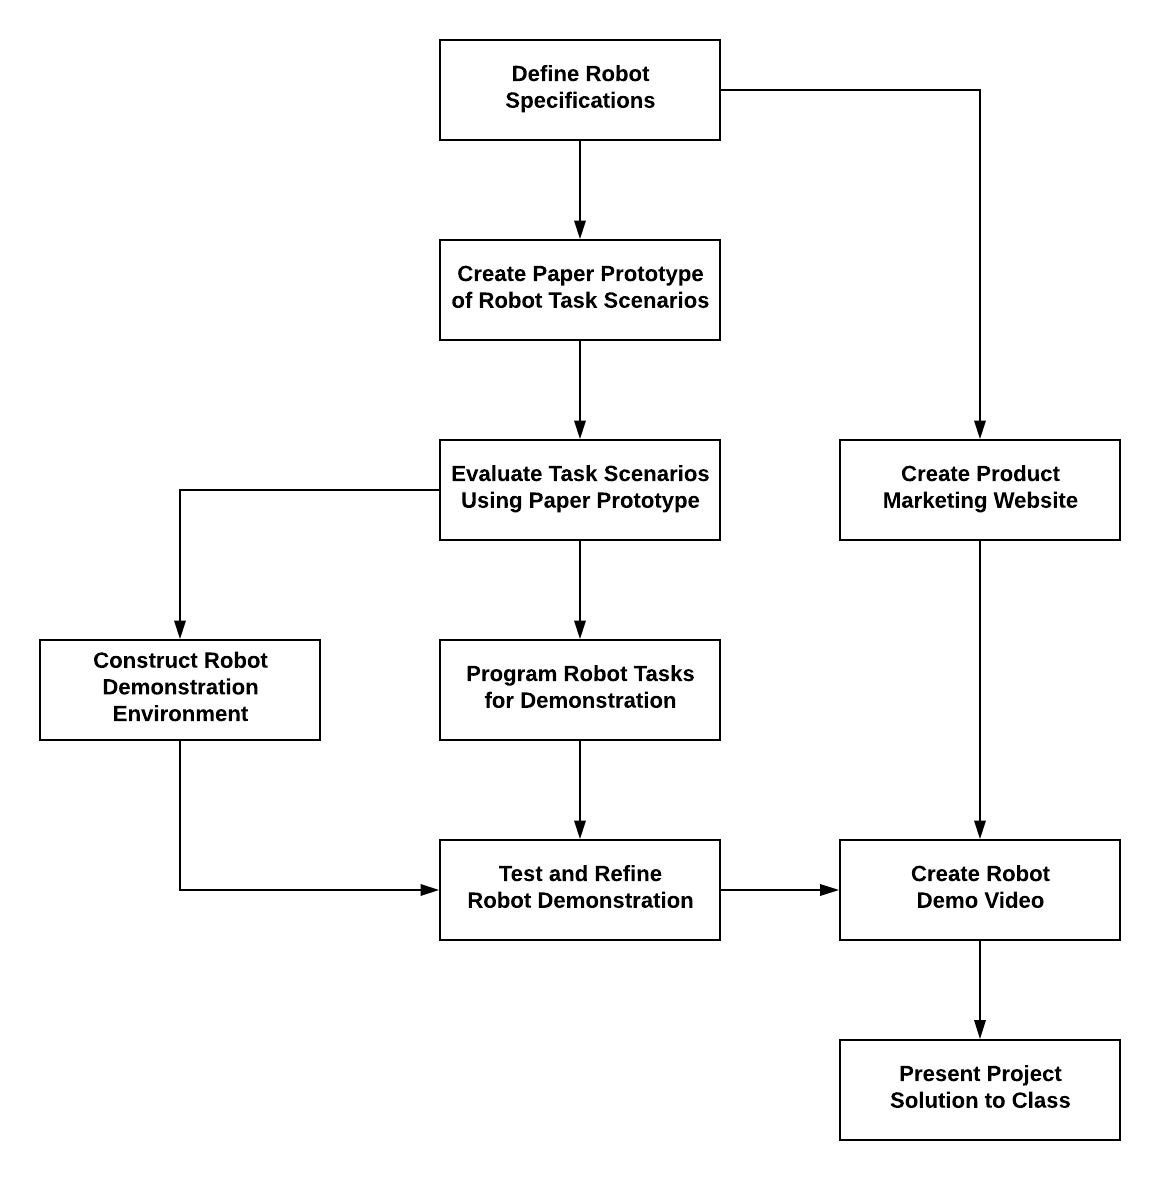 Define Robot
Specifications
Create Paper Prototype
of Robot Task Scenarios
Evaluate Task Scenarios
Using Paper Prototype
Create Product
Marketing Website
Construct Robot
Demonstration
Environment
Program Robot Tasks
for Demonstration
Test and Refine
Robot Demonstration
Create Robot
Demo Video
Present Project
Solution to Class